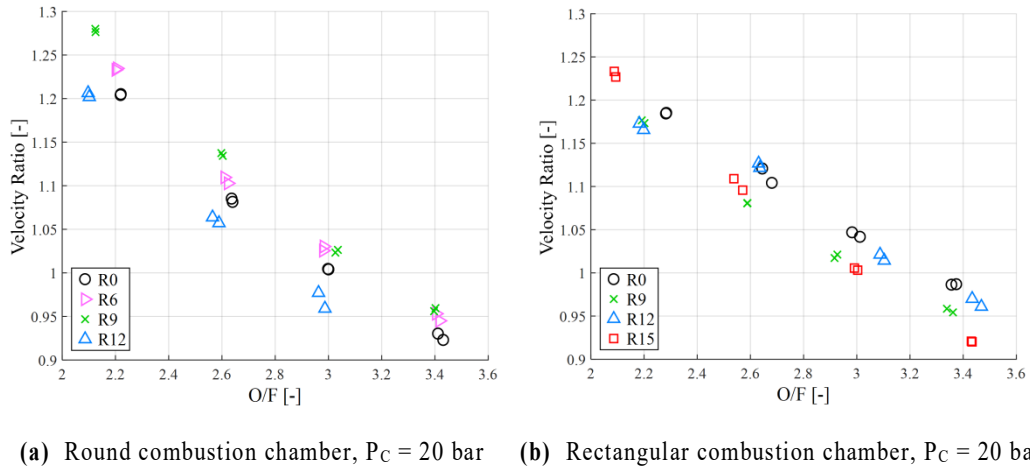 1.3
1.25
1.2
1.15
1.1
1.05
1
0.95
0.9
Velocity Ratio [-]
R0
R6
R9
R12
2 2.2 2.4 2.6 2.8 3 3.2 3.4 3.6
O/F [-]
1.3
1.25
1.2
1.15
1.1
1.05
1
0.95
0.9
Velocity Ratio [-]
R0
R9
R12
R15
2 2.2 2.4 2.6 2.8 3 3.2 3.4 3.6
O/F [-]
(a) Round combustion chamber, PC = 20 bar (b) Rectangular combustion chamber, PC = 20 ba